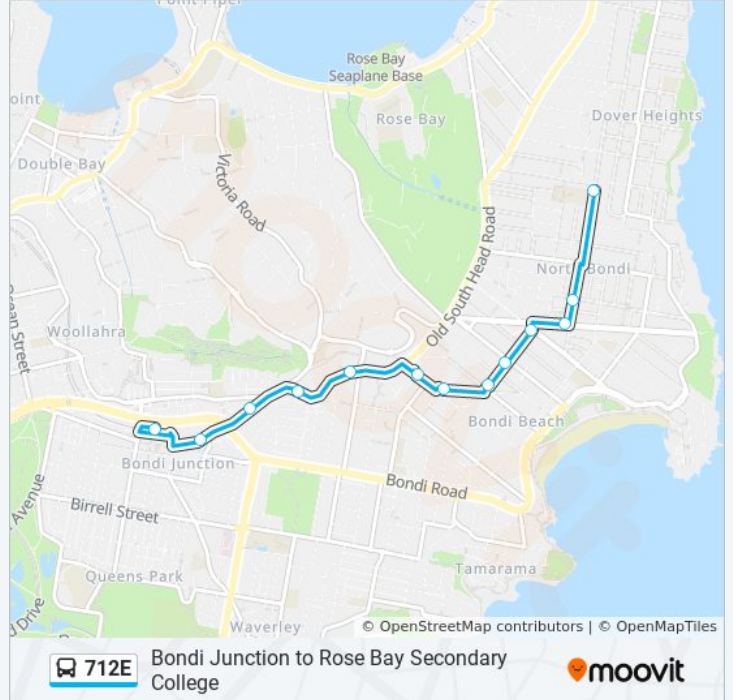 Point Piper
Rose Bay
Seaplane Base
oint
Rose Bay
Dover Heights
Double Bay
Victoria Road
Old South Head Road
North Bondi
Ocean Street
Woollahra
Bondi Beach
Bondi Junction
Bondi Road
Avenue
Birrell Street
Tamarama
Queens Park
Drive
Waverley
© OpenStreetMap contributors | © OpenMapTiles
712E
Bondi Junction to Rose Bay Secondary
College
moovit